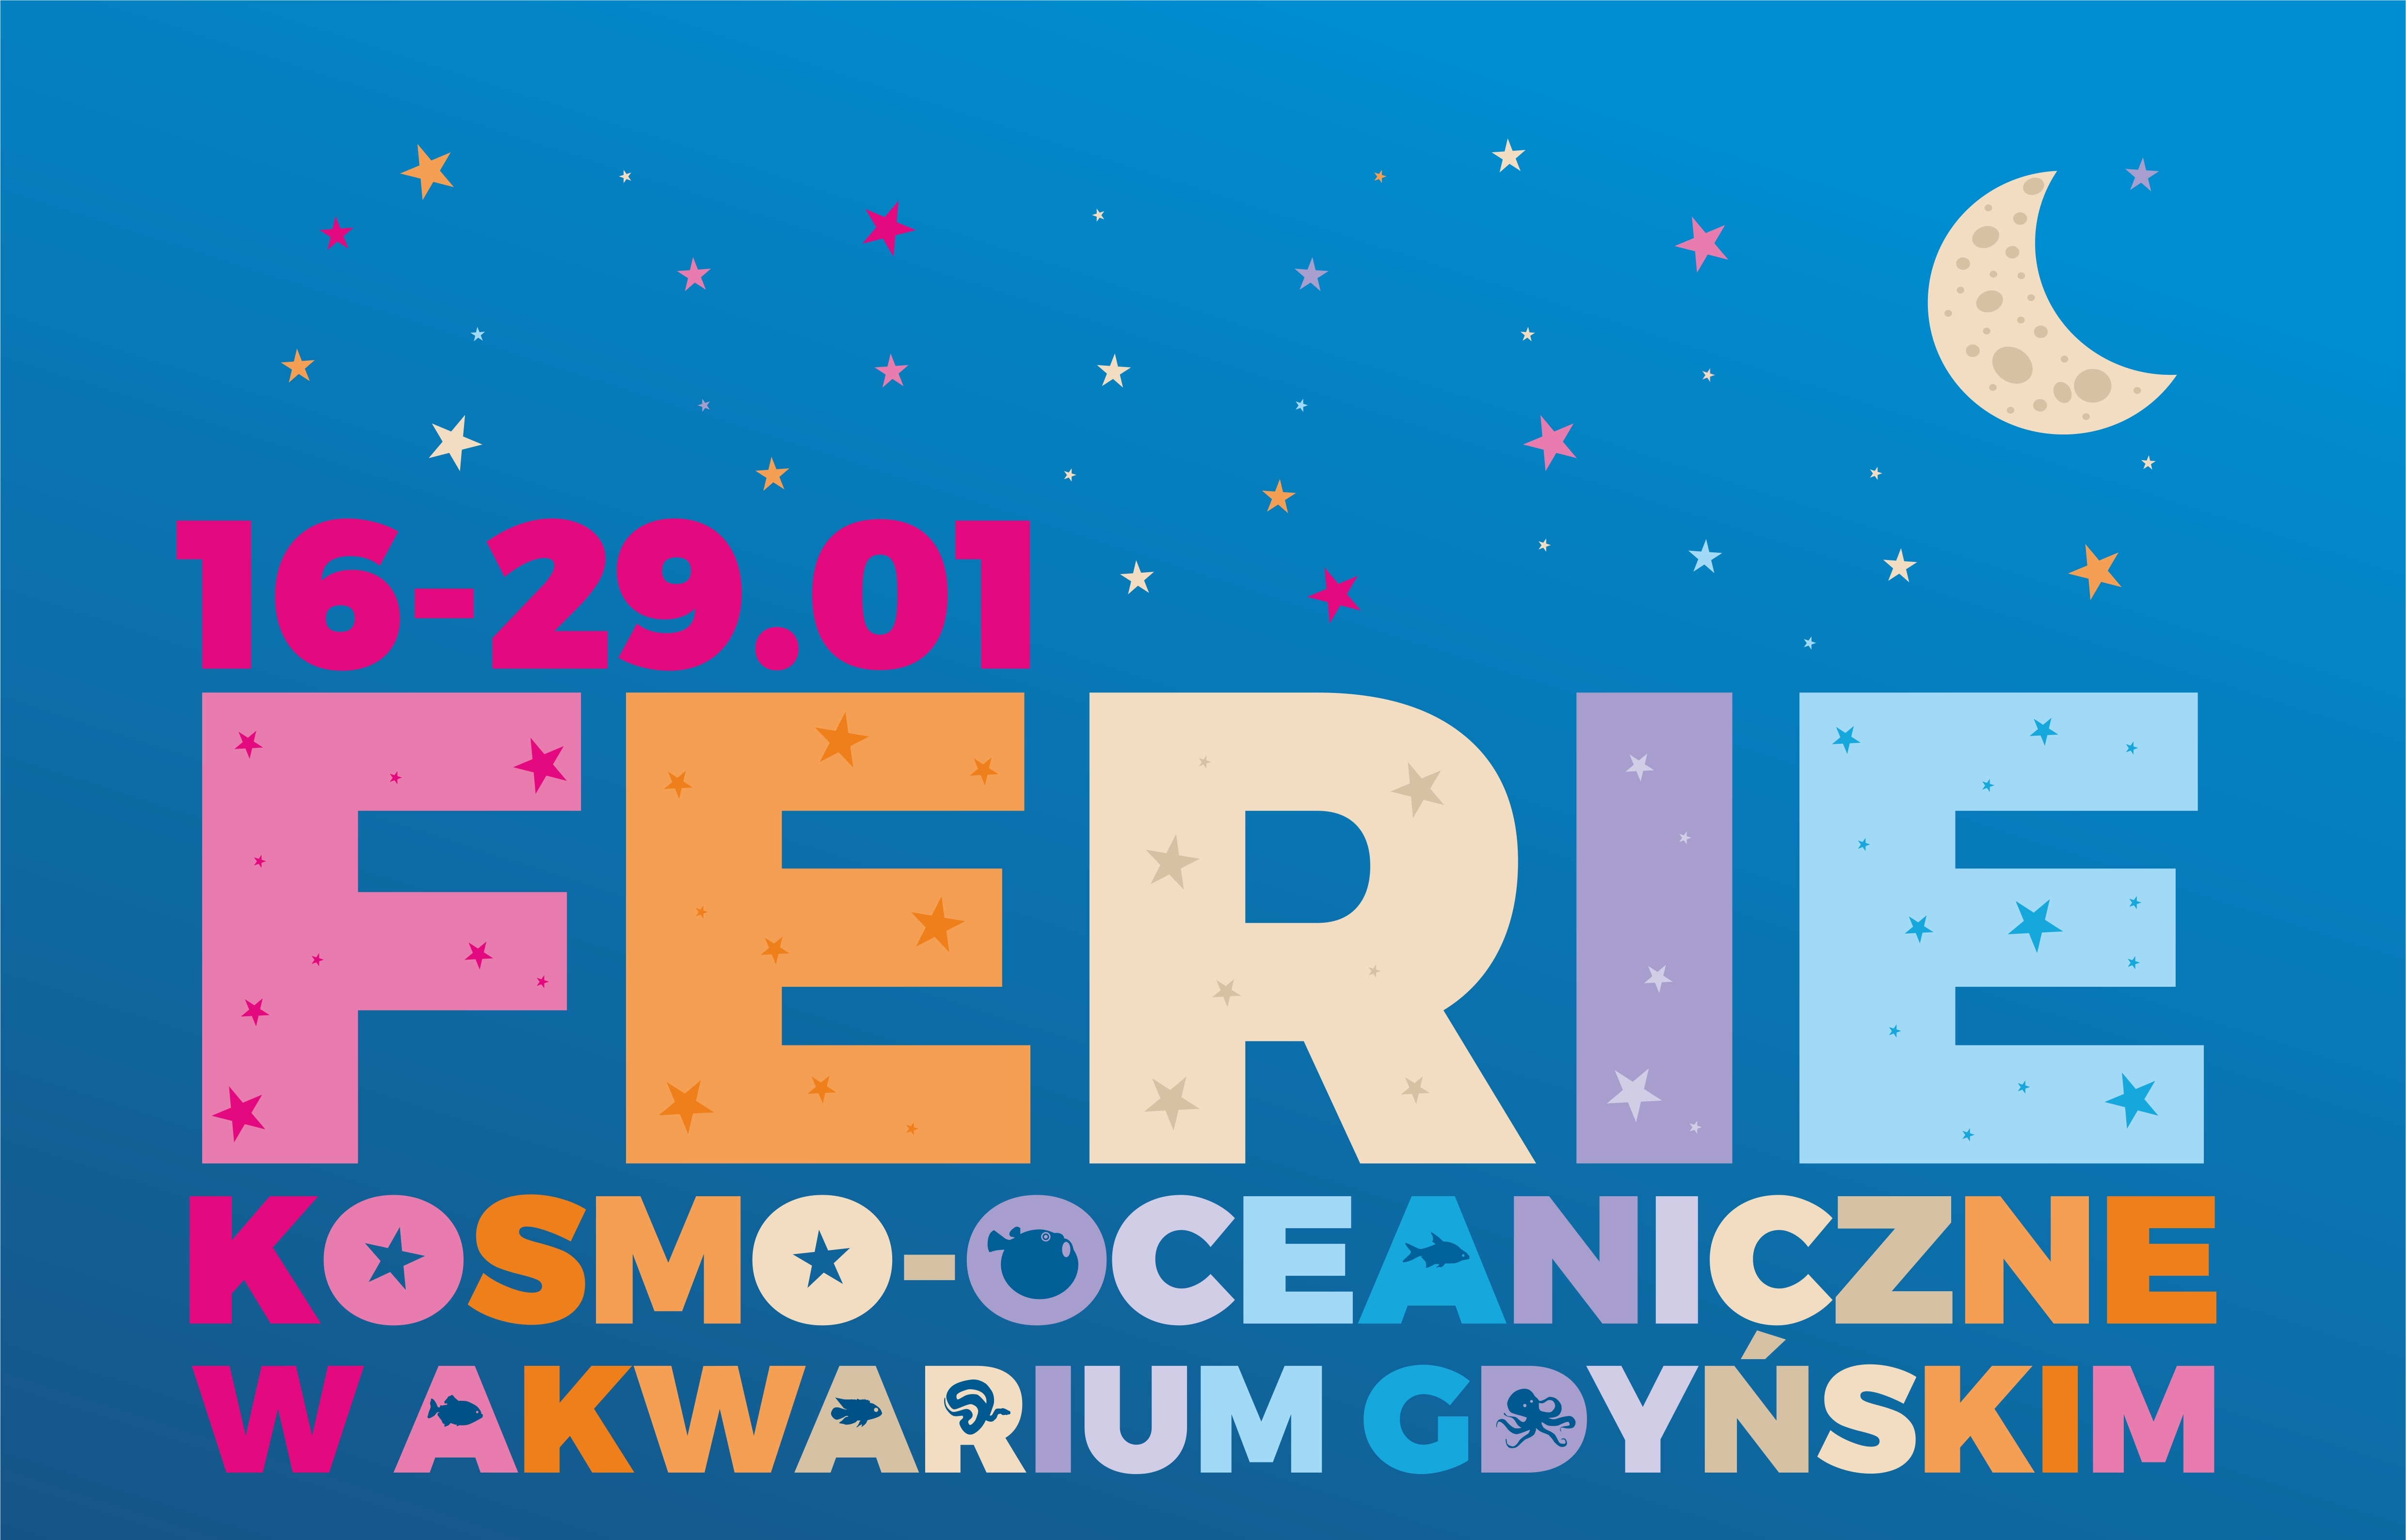 16-29.01
FERIE
KOSMO-OCEANICZNE
W AKWARIUM GDYŃSKIM